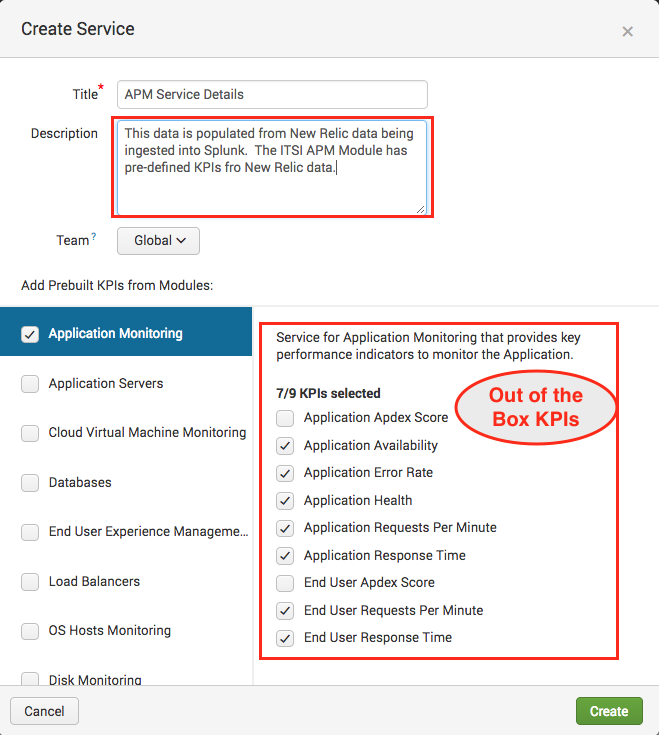 Create Service
×
Title*
APM Service Details
Description
This data is populated from New Relic data being
ingested into Splunk.  The ITSI APM Module has
pre-defined KPIs fro New Relic data.
Team?
Global
Add Prebuilt KPIs from Modules:
Application Monitoring
Application Servers
Cloud Virtual Machine Monitoring
Databases
End User Experience Manageme...
Load Balancers
OS Hosts Monitoring
Disk Monitoring
Service for Application Monitoring that provides key
performance indicators to monitor the Application.
7/9 KPIs selected
Out of the
Box KPIs
Application Apdex Score
Application Availability
Application Error Rate
Application Health
Application Requests Per Minute
Application Response Time
End User Apdex Score
End User Requests Per Minute
End User Response Time
Cancel
Create